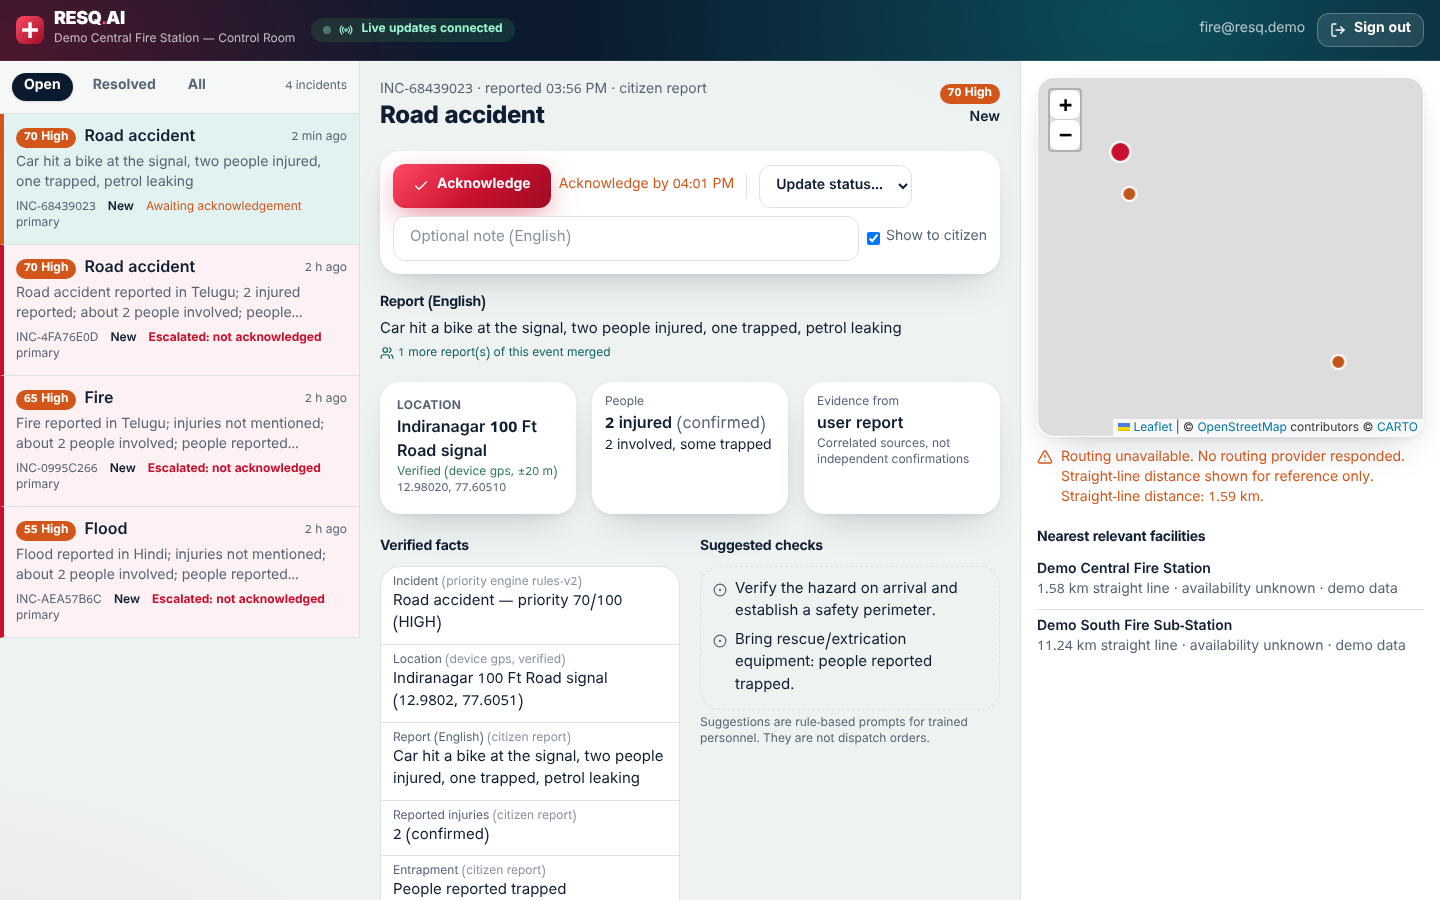 RESQ.AI
Demo Central Fire Station — Control Room
Live updates connected
fire@resq.demo
Sign out
Open
Resolved
All
4 incidents
70 High
Road accident
2 min ago
Car hit a bike at the signal, two people injured,
one trapped, petrol leaking
INC-68439023 New Awaiting acknowledgement
primary
70 High
Road accident
2 h ago
Road accident reported in Telugu; 2 injured
reported; about 2 people involved; people...
INC-4FA76E0D New Escalated: not acknowledged
primary
65 High
Fire
2 h ago
Fire reported in Telugu; injuries not mentioned;
about 2 people involved; people reported...
INC-0995C266 New Escalated: not acknowledged
primary
55 High
Flood
2 h ago
Flood reported in Hindi; injuries not mentioned;
about 2 people involved; people reported...
INC-AEA57B6C New Escalated: not acknowledged
primary
INC-68439023 · reported 03:56 PM · citizen report
Road accident
70 High
New
Acknowledge
Acknowledge by 04:01 PM
Update status...
Optional note (English)
Show to citizen
Report (English)
Car hit a bike at the signal, two people injured, one trapped, petrol leaking
1 more report(s) of this event merged
LOCATION
Indiranagar 100 Ft
Road signal
Verified (device gps, ±20 m)
12.98020, 77.60510
People
2 injured (confirmed)
2 involved, some trapped
Evidence from
user report
Correlated sources, not
independent confirmations
Verified facts
Incident (priority engine rules-v2)
Road accident — priority 70/100
(HIGH)
Location (device gps, verified)
Indiranagar 100 Ft Road signal
(12.9802, 77.6051)
Report (English) (citizen report)
Car hit a bike at the signal, two people
injured, one trapped, petrol leaking
Reported injuries (citizen report)
2 (confirmed)
Entrapment (citizen report)
People reported trapped
Suggested checks
Verify the hazard on arrival and
establish a safety perimeter.
Bring rescue/extrication
equipment: people reported
trapped.
Suggestions are rule-based prompts for trained
personnel. They are not dispatch orders.
+
−
Leaflet | © OpenStreetMap contributors © CARTO
Routing unavailable. No routing provider responded.
Straight-line distance shown for reference only.
Straight-line distance: 1.59 km.
Nearest relevant facilities
Demo Central Fire Station
1.58 km straight line · availability unknown · demo data
Demo South Fire Sub-Station
11.24 km straight line · availability unknown · demo data